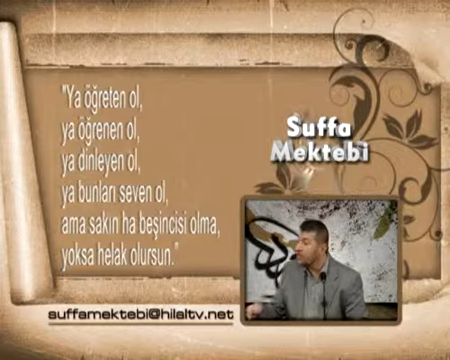 "Ya öğreten ol,
ya öğrenen ol,
ya dinleyen ol,
ya bunları seven ol,
ama sakın ha beşincisi olma,
yoksa helak olursun."
Suffa
Mektebi
suffamektebi@hilaltv.net